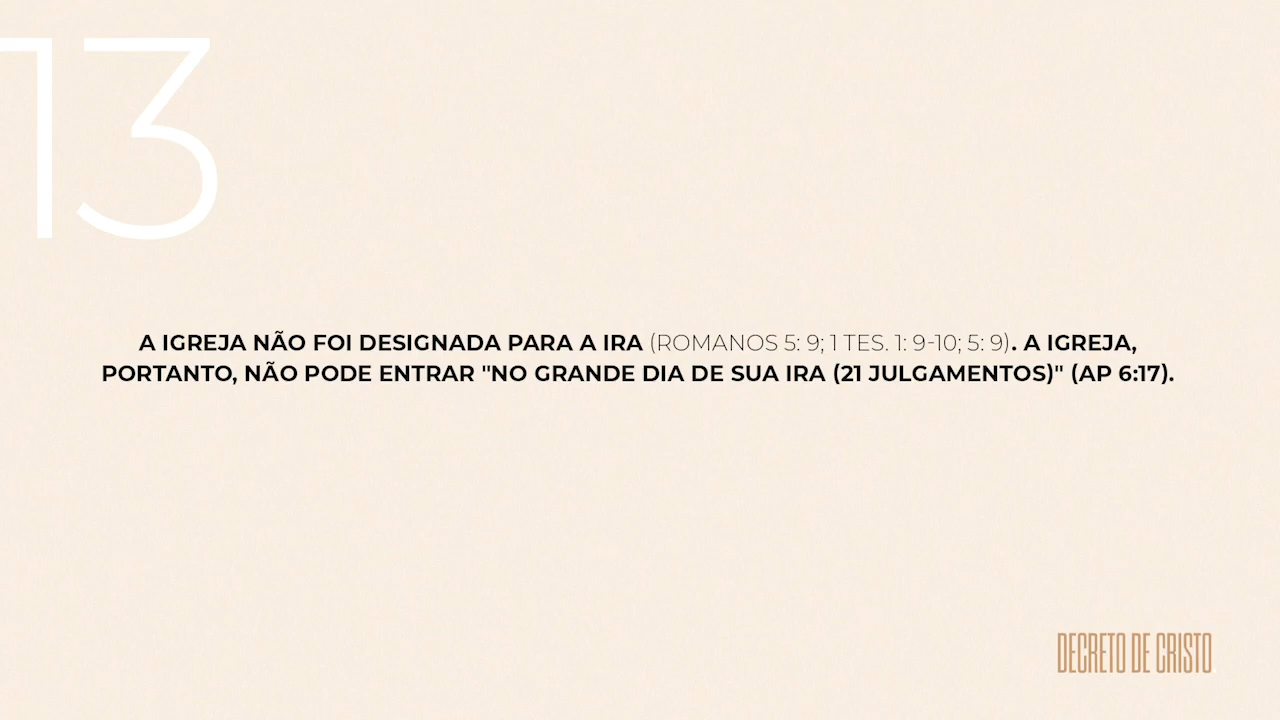 13
A IGREJA NÃO FOI DESIGNADA PARA A IRA (ROMANOS 5: 9; 1 TES. 1: 9-10; 5: 9). A IGREJA,
PORTANTO, NÃO PODE ENTRAR "NO GRANDE DIA DE SUA IRA (21 JULGAMENTOS)" (AP 6:17).
DECRETO DE CRISTO